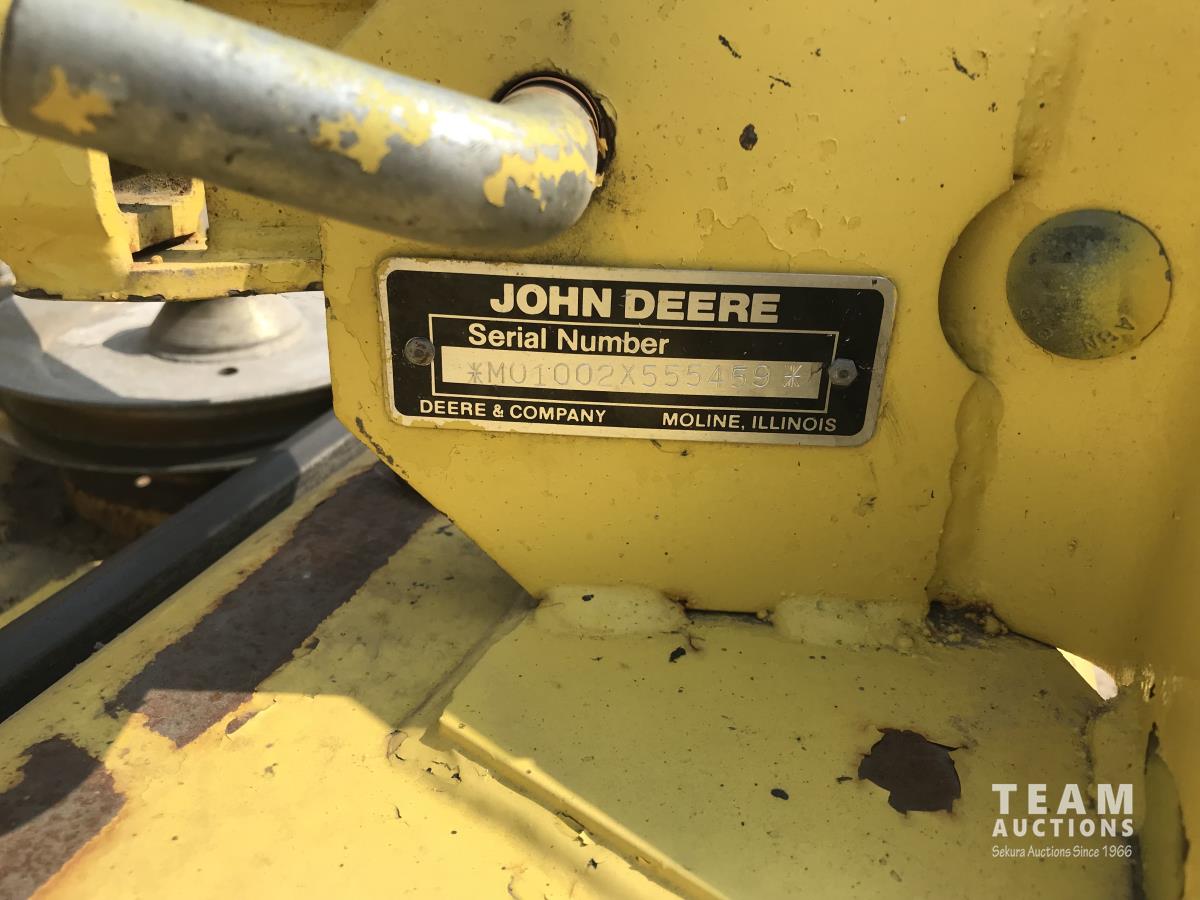 JOHN DEERE
Serial Number
*M01002X555459*
DEERE & COMPANY MOLINE, ILLINOIS
TEAM
AUCTIONS
Sekura Auctions Since 1966